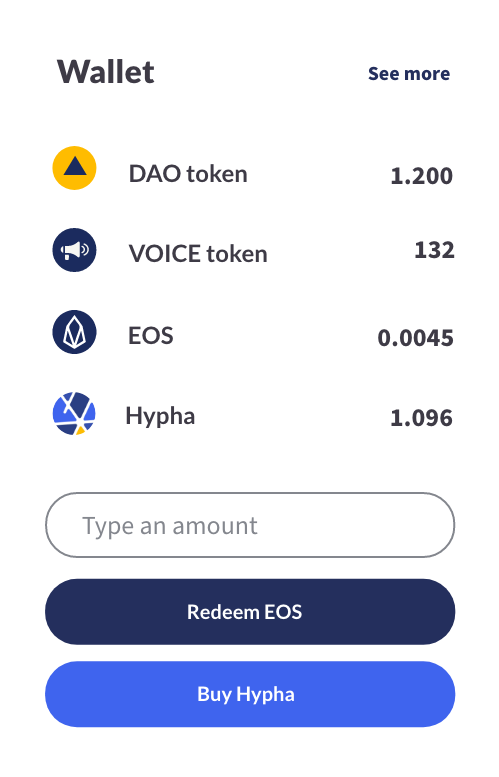 Wallet
See more
DAO token
1.200
VOICE token
132
EOS
0.0045
Hypha
1.096
Type an amount
Redeem EOS
Buy Hypha